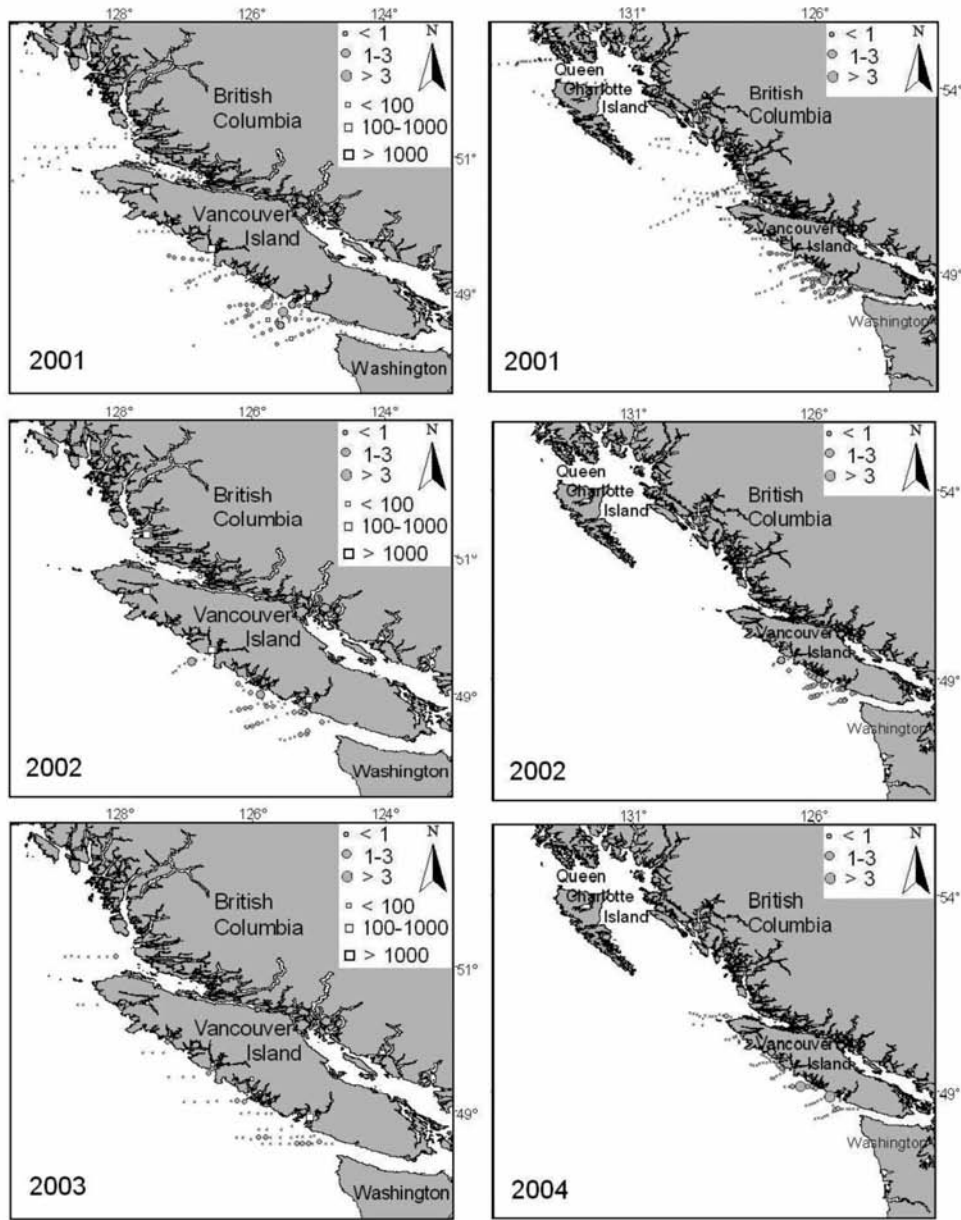 128°
126°
124°
< 1
1-3
> 3
< 100
100-1000
> 1000
N
British
Columbia
51°
Vancouver
Island
49°
2001
Washington
131°
126°
< 1
1-3
> 3
N
Queen
Charlotte
Island
54°
British
Columbia
Vancouver
Island
49°
Washington
2001
128°
126°
124°
< 1
1-3
> 3
< 100
100-1000
> 1000
N
British
Columbia
51°
Vancouver
Island
49°
2002
Washington
131°
126°
< 1
1-3
> 3
N
Queen
Charlotte
Island
54°
British
Columbia
Vancouver
Island
49°
Washington
2002
128°
126°
124°
< 1
1-3
> 3
< 100
100-1000
> 1000
N
British
Columbia
51°
Vancouver
Island
49°
2003
Washington
131°
126°
< 1
1-3
> 3
N
Queen
Charlotte
Island
54°
British
Columbia
Vancouver
Island
49°
Washington
2004